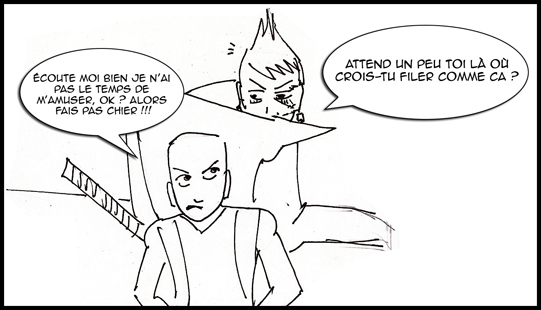 ATTEND UN PEU TOI LÀ OÙ
CROIS-TU FILER COMME CA ?
ÉCOUTE MOI BIEN JE N'AI
PAS LE TEMPS DE
M'AMUSER, OK ? ALORS
FAIS PAS CHIER !!!